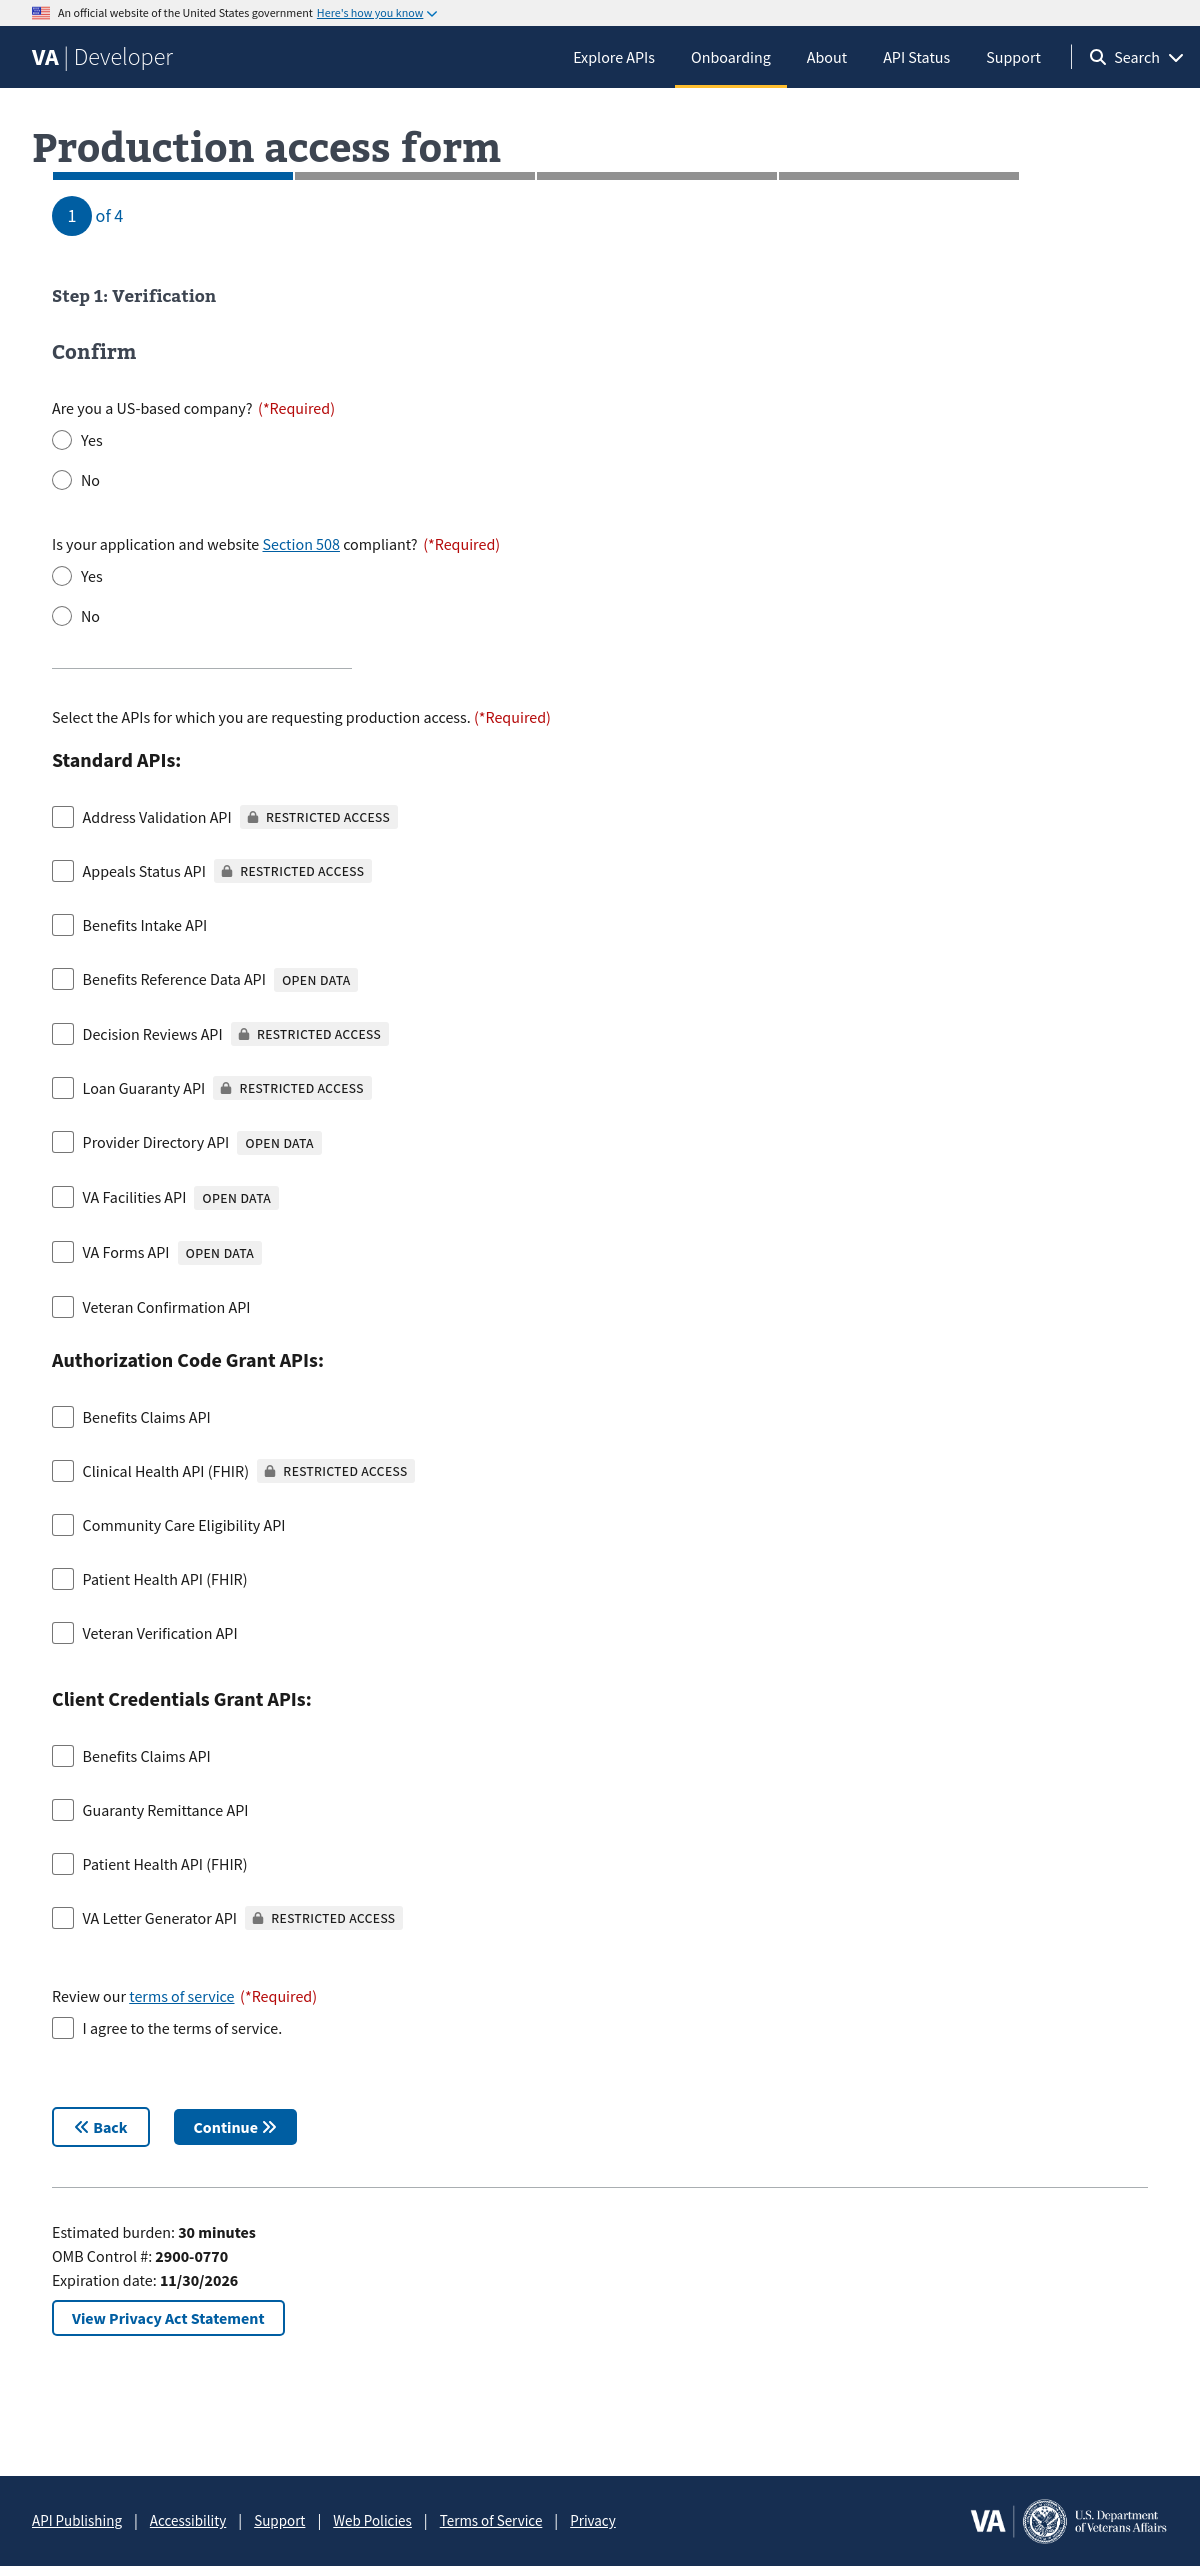 An official website of the United States government Here's how you know
VA | Developer
Explore APIs Onboarding About API Status Support Search
Production access form
1 of 4
Step 1: Verification
Confirm
Are you a US-based company? (*Required)
Yes
No
Is your application and website Section 508 compliant? (*Required)
Yes
No
Select the APIs for which you are requesting production access. (*Required)
Standard APIs:
Address Validation API RESTRICTED ACCESS
Appeals Status API RESTRICTED ACCESS
Benefits Intake API
Benefits Reference Data API OPEN DATA
Decision Reviews API RESTRICTED ACCESS
Loan Guaranty API RESTRICTED ACCESS
Provider Directory API OPEN DATA
VA Facilities API OPEN DATA
VA Forms API OPEN DATA
Veteran Confirmation API
Authorization Code Grant APIs:
Benefits Claims API
Clinical Health API (FHIR) RESTRICTED ACCESS
Community Care Eligibility API
Patient Health API (FHIR)
Veteran Verification API
Client Credentials Grant APIs:
Benefits Claims API
Guaranty Remittance API
Patient Health API (FHIR)
VA Letter Generator API RESTRICTED ACCESS
Review our terms of service (*Required)
I agree to the terms of service.
Back Continue
Estimated burden: 30 minutes
OMB Control #: 2900-0770
Expiration date: 11/30/2026
View Privacy Act Statement
API Publishing | Accessibility | Support | Web Policies | Terms of Service | Privacy
VA | U.S. Department
of Veterans Affairs